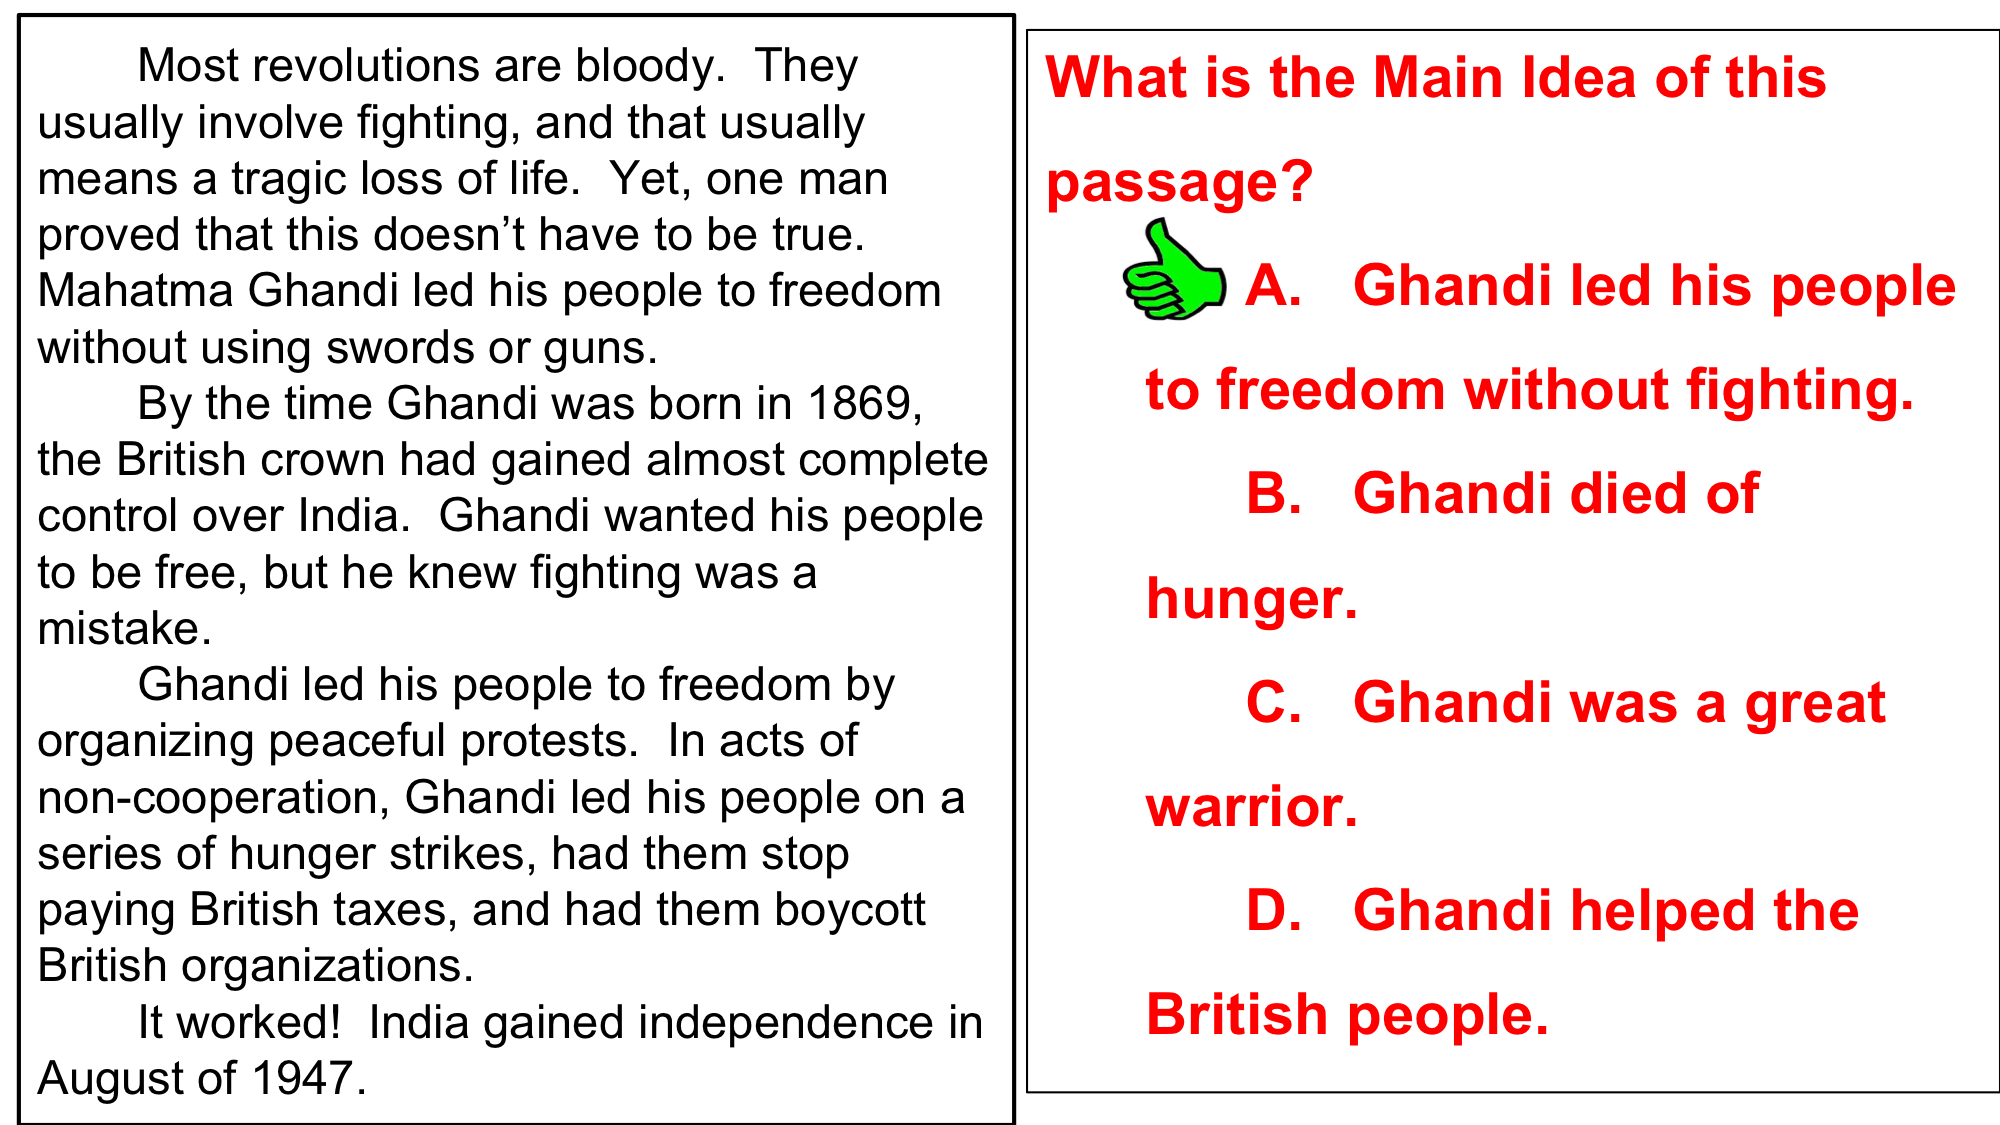 Most revolutions are bloody.  They
usually involve fighting, and that usually
means a tragic loss of life.  Yet, one man
proved that this doesn’t have to be true.
Mahatma Ghandi led his people to freedom
without using swords or guns.
By the time Ghandi was born in 1869,
the British crown had gained almost complete
control over India.  Ghandi wanted his people
to be free, but he knew fighting was a
mistake.
Ghandi led his people to freedom by
organizing peaceful protests.  In acts of
non-cooperation, Ghandi led his people on a
series of hunger strikes, had them stop
paying British taxes, and had them boycott
British organizations.
It worked!  India gained independence in
August of 1947.
What is the Main Idea of this
passage?
A.   Ghandi led his people
to freedom without fighting.
B.   Ghandi died of
hunger.
C.   Ghandi was a great
warrior.
D.   Ghandi helped the
British people.